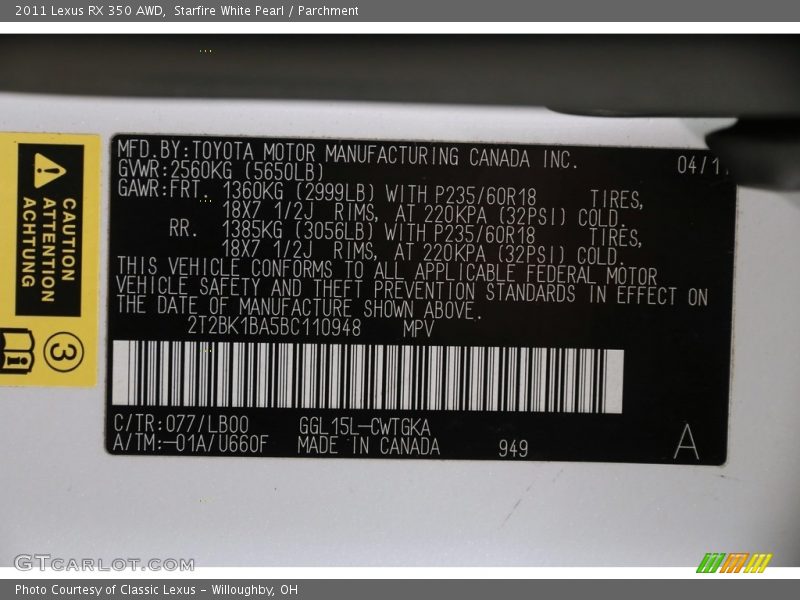 2011 Lexus RX 350 AWD, Starfire White Pearl / Parchment
MFD.BY:TOYOTA MOTOR MANUFACTURING CANADA INC.
GVWR:2560KG (5650LB)
GAWR:FRT. 1360KG (2999LB) WITH P235/60R18 TIRES,
18X7 1/2J RIMS, AT 220KPA (32PSI) COLD.
RR. 1385KG (3056LB) WITH P235/60R18 TIRES,
18X7 1/2J RIMS, AT 220KPA (32PSI) COLD.
THIS VEHICLE CONFORMS TO ALL APPLICABLE FEDERAL MOTOR
VEHICLE SAFETY AND THEFT PREVENTION STANDARDS IN EFFECT ON
THE DATE OF MANUFACTURE SHOWN ABOVE.
2T2BK1BA5BC110948 MPV
C/TR:077/LB00 GGL15L-CWTGKA
A/TM:-01A/U660F MADE IN CANADA 949 A
CAUTION
ATTENTION
ACHTUNG
3
GTCARLOT.COM
Photo Courtesy of Classic Lexus - Willoughby, OH